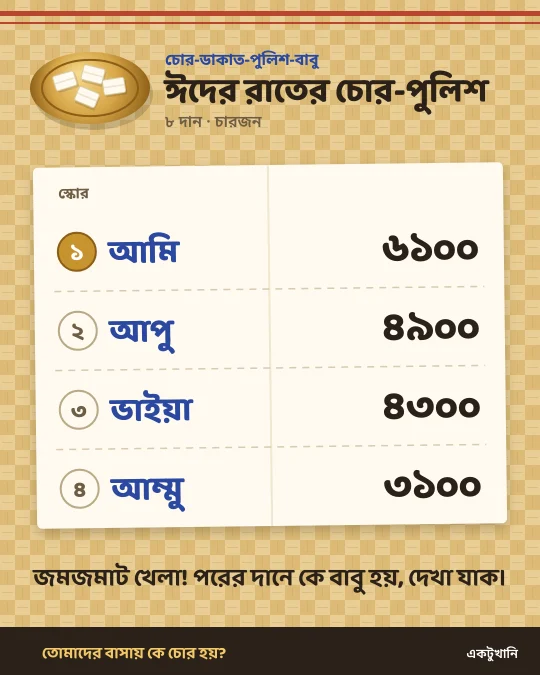 চোর-ডাকাত-পুলিশ-বাবু
ঈদের রাতের চোর-পুলিশ
৮ দান · চারজন
স্কোর
১ আমি ৬১০০
২ আপু ৪৯০০
৩ ভাইয়া ৪৩০০
৪ আম্মু ৩১০০
জমজমাট খেলা! পরের দানে কে বাবু হয়, দেখা যাক।
তোমাদের বাসায় কে চোর হয়? একটুখানি